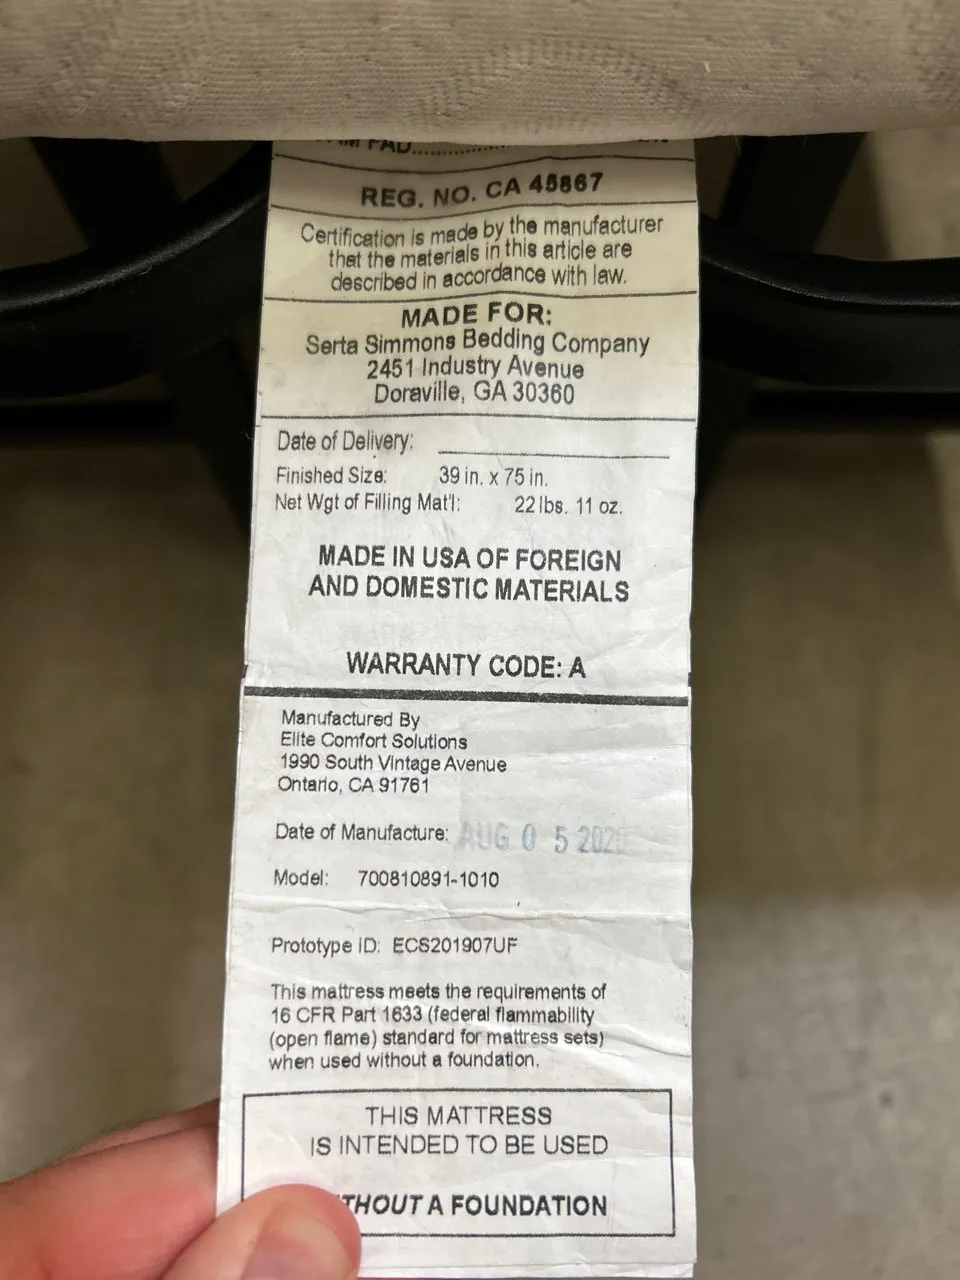 PAD..............
REG. NO. CA 45867
Certification is made by the manufacturer
that the materials in this article are
described in accordance with law.
MADE FOR:
Serta Simmons Bedding Company
2451 Industry Avenue
Doraville, GA 30360
Date of Delivery:
Finished Size: 39 in. x 75 in.
Net Wgt of Filling Mat'l: 22 lbs. 11 oz.
MADE IN USA OF FOREIGN
AND DOMESTIC MATERIALS
WARRANTY CODE: A
Manufactured By
Elite Comfort Solutions
1990 South Vintage Avenue
Ontario, CA 91761
Date of Manufacture: AUG 05 2020
Model: 700810891-1010
Prototype ID: ECS201907UF
This mattress meets the requirements of
16 CFR Part 1633 (federal flammability
(open flame) standard for mattress sets)
when used without a foundation.
THIS MATTRESS
IS INTENDED TO BE USED
THOUT A FOUNDATION